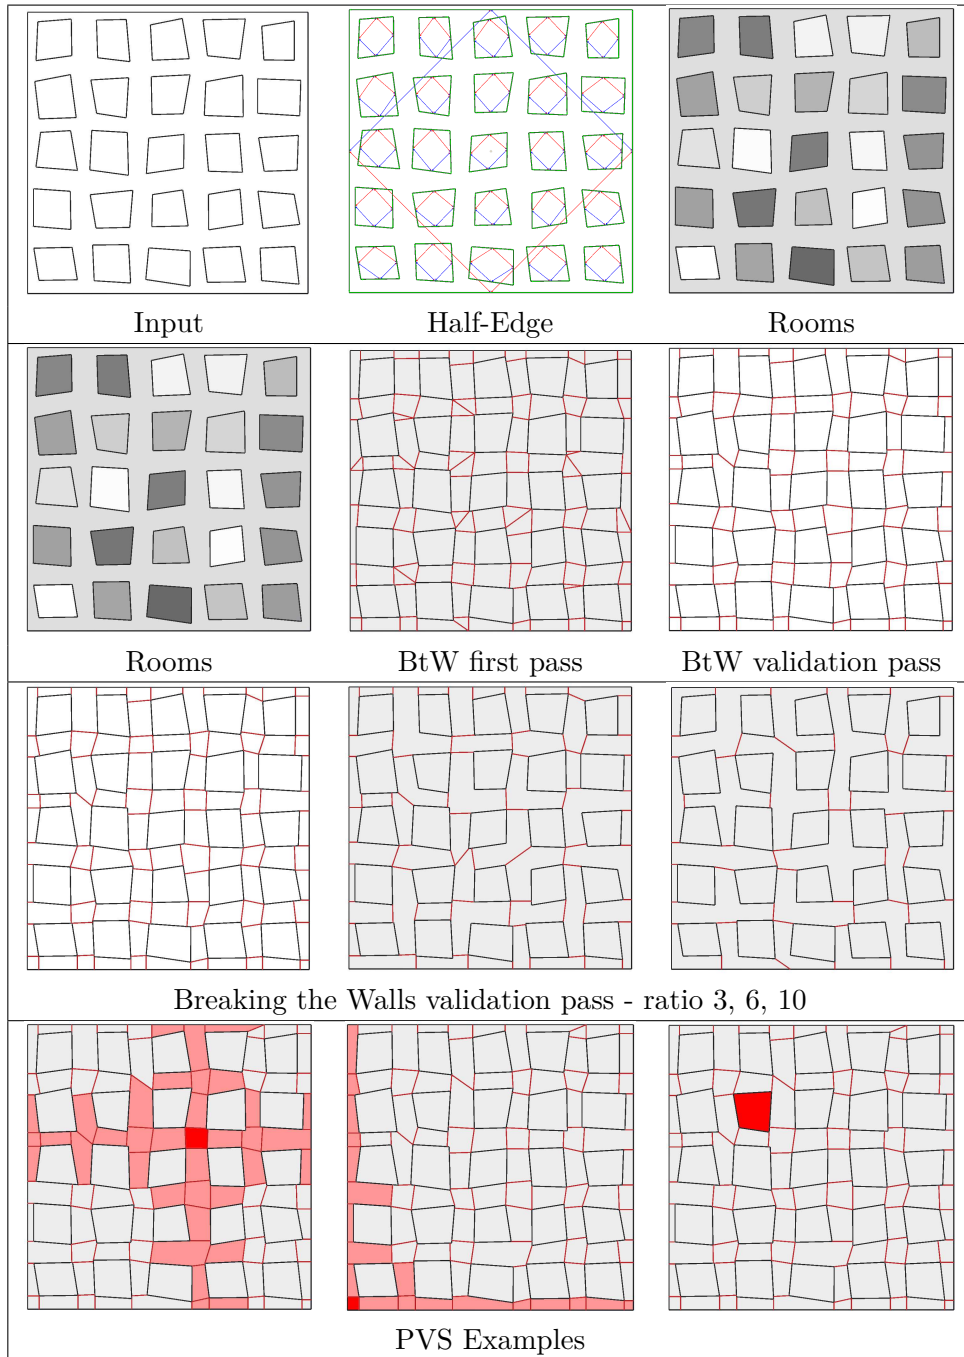 Input
Half-Edge
Rooms
Rooms
BtW first pass
BtW validation pass
Breaking the Walls validation pass - ratio 3, 6, 10
PVS Examples